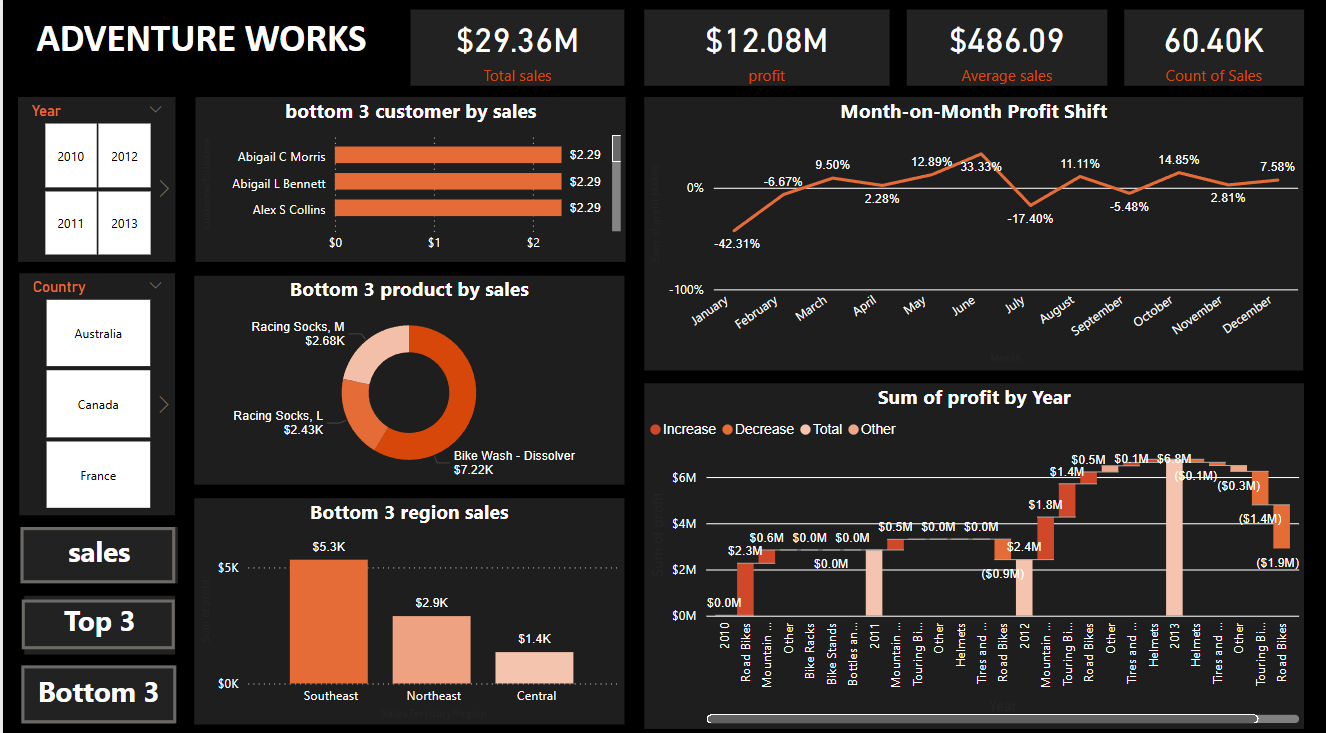 ADVENTURE WORKS
$29.36M
Total sales
$12.08M
profit
$486.09
Average sales
60.40K
Count of Sales
Year
2010
2012
2011
2013
Country
Australia
Canada
France
sales
Top 3
Bottom 3
bottom 3 customer by sales
Abigail C Morris
$2.29
Abigail L Bennett
$2.29
Alex S Collins
$2.29
$0
$1
$2
Bottom 3 product by sales
Racing Socks, M
$2.68K
Racing Socks, L
$2.43K
Bike Wash - Dissolver
$7.22K
Bottom 3 region sales
$5.3K
$5K
$2.9K
$1.4K
$0K
Southeast
Northeast
Central
Month-on-Month Profit Shift
0%
-100%
-42.31%
-6.67%
9.50%
2.28%
12.89%
33.33%
-17.40%
11.11%
-5.48%
14.85%
2.81%
7.58%
January
February
March
April
May
June
July
August
September
October
November
December
Month
Sum of profit by Year
Increase
Decrease
Total
Other
Sum of profit
$6M
$4M
$2M
$0M
$0.0M
$2.3M
$0.6M
$0.0M
$0.0M
$0.0M
$0.5M
$0.0M
$0.0M
($0.9M)
$2.4M
$1.8M
$1.4M
$0.5M
$0.1M
$6.8M
($0.1M)
($0.3M)
($1.4M)
($1.9M)
2010
Road Bikes
Mountain ...
Other
Bike Racks
Bike Stands
Bottles an...
2011
Mountain ...
Touring Bi...
Other
Helmets
Tires and ...
Road Bikes
2012
Mountain ...
Touring Bi...
Road Bikes
Other
Tires and ...
Helmets
2013
Helmets
Tires and ...
Other
Touring Bi...
Road Bikes
Year